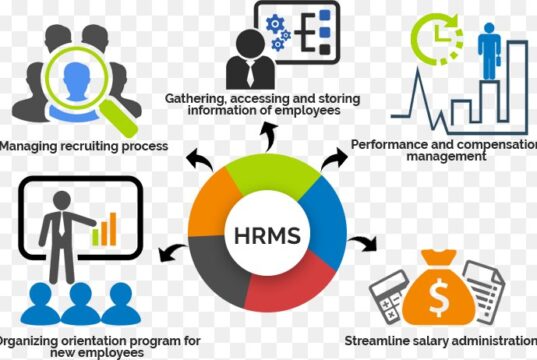 Gathering, accessing and storing
information of employees
Managing recruiting process
Performance and compensation
management
HRMS
$
Organizing orientation program for
new employees
Streamline salary administration